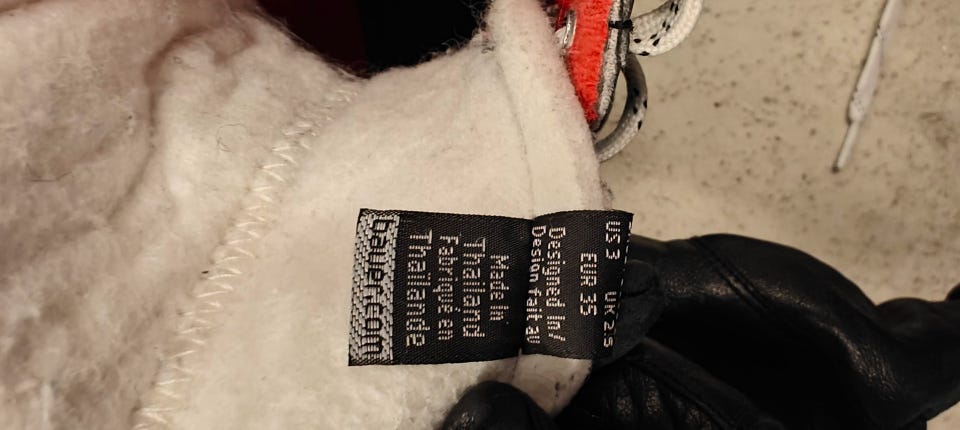 US 3 UK 2.5
EUR 35
Designed in/
Design fait au
Made in
Thailand
Fabriqué en
Thaïlande
bauer.com